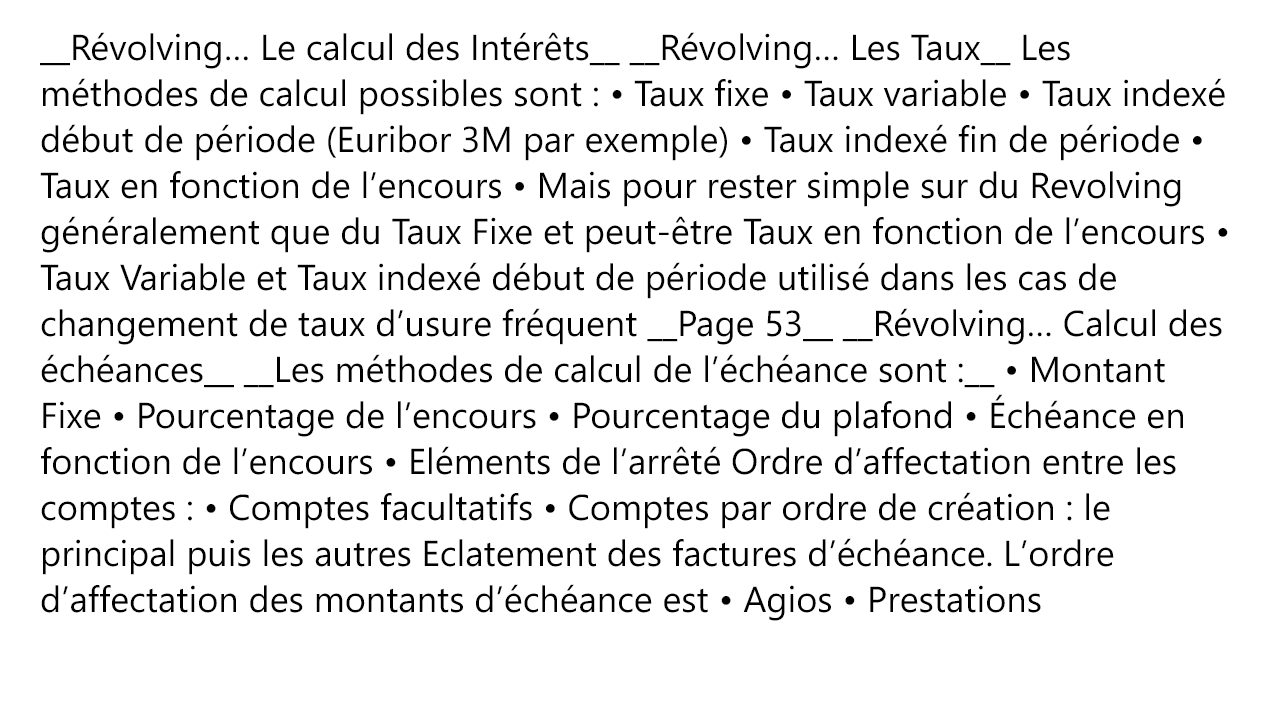 __Révolving… Le calcul des Intérêts__ __Révolving… Les Taux__ Les
méthodes de calcul possibles sont : • Taux fixe • Taux variable • Taux indexé
début de période (Euribor 3M par exemple) • Taux indexé fin de période •
Taux en fonction de l’encours • Mais pour rester simple sur du Revolving
généralement que du Taux Fixe et peut-être Taux en fonction de l’encours •
Taux Variable et Taux indexé début de période utilisé dans les cas de
changement de taux d’usure fréquent __Page 53__ __Révolving… Calcul des
échéances__ __Les méthodes de calcul de l’échéance sont :__ • Montant
Fixe • Pourcentage de l’encours • Pourcentage du plafond • Échéance en
fonction de l’encours • Eléments de l’arrêté Ordre d’affectation entre les
comptes : • Comptes facultatifs • Comptes par ordre de création : le
principal puis les autres Eclatement des factures d’échéance. L’ordre
d’affectation des montants d’échéance est • Agios • Prestations